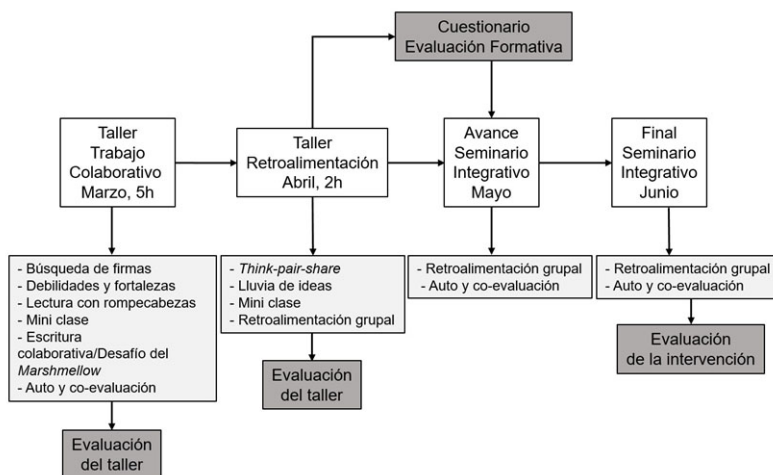 Cuestionario
Evaluación Formativa
Taller
Trabajo
Colaborativo
Marzo, 5h
Taller
Retroalimentación
Abril, 2h
Avance
Seminario
Integrativo
Mayo
Final
Seminario
Integrativo
Junio
- Búsqueda de firmas
- Debilidades y fortalezas
- Lectura con rompecabezas
- Mini clase
- Escritura
colaborativa/Desafío del
Marshmellow
- Auto y co-evaluación
- Think-pair-share
- Lluvia de ideas
- Mini clase
- Retroalimentación grupal
- Retroalimentación grupal
- Auto y co-evaluación
- Retroalimentación grupal
- Auto y co-evaluación
Evaluación
del taller
Evaluación
del taller
Evaluación
de la intervención